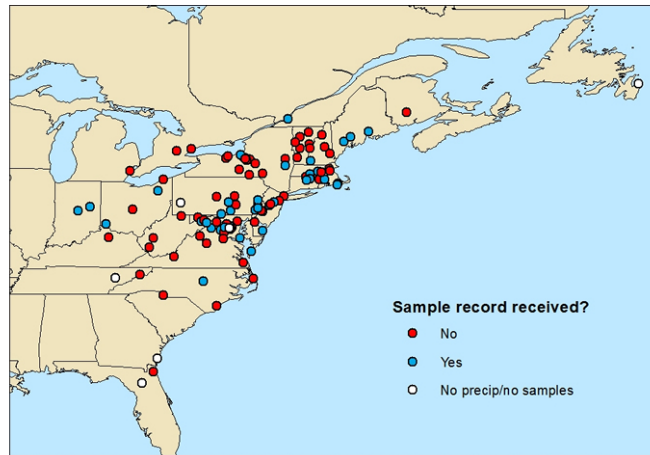 Sample record received?
No
Yes
No precip/no samples